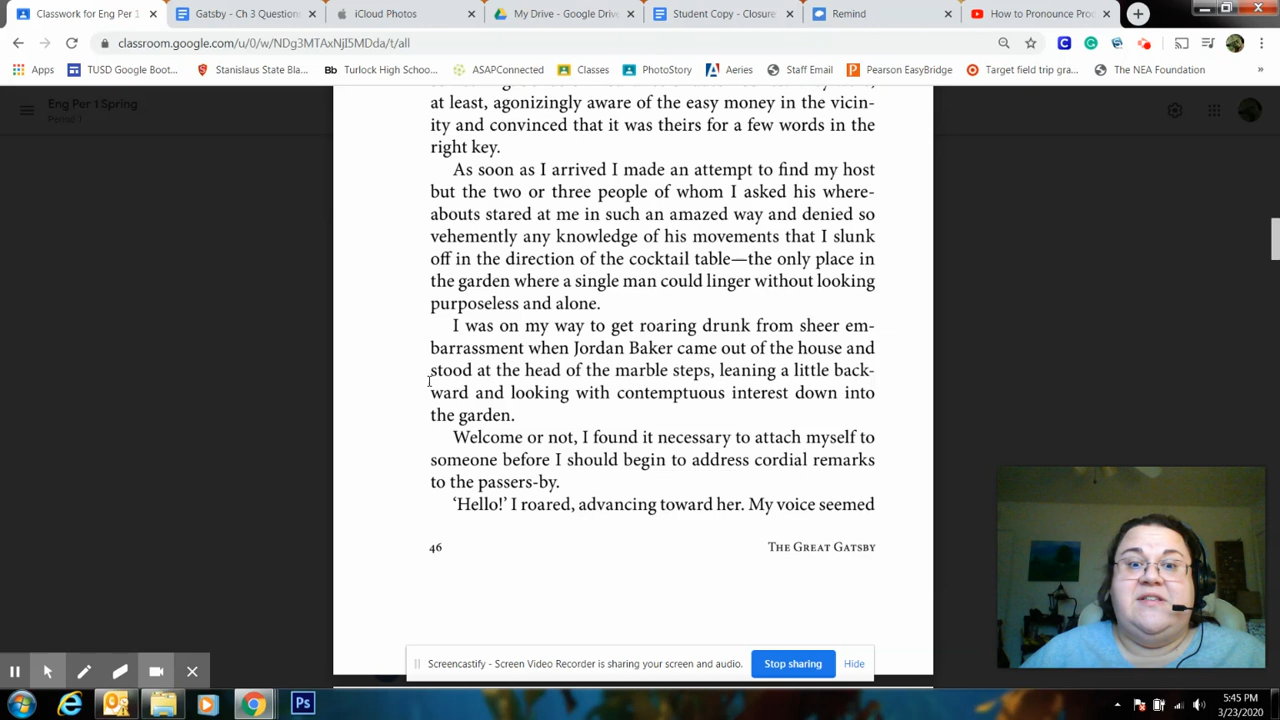 Classwork for Eng Per 1
Gatsby - Ch 3 Question
iCloud Photos
My Drive - Google Driv
Student Copy - Closure
Remind
How to Pronounce Pro
classroom.google.com/u/0/w/NDg3MTAxNjI5MDda/t/all
Apps
TUSD Google Boot...
Stanislaus State Bla...
Bb Turlock High Schoo...
ASAPConnected
Classes
PhotoStory
Aeries
Staff Email
Pearson EasyBridge
Target field trip gra...
The NEA Foundation
»
Eng Per 1 Spring
Period 1
at least, agonizingly aware of the easy money in the vicin-
ity and convinced that it was theirs for a few words in the
right key.
As soon as I arrived I made an attempt to find my host
but the two or three people of whom I asked his where-
abouts stared at me in such an amazed way and denied so
vehemently any knowledge of his movements that I slunk
off in the direction of the cocktail table—the only place in
the garden where a single man could linger without looking
purposeless and alone.
I was on my way to get roaring drunk from sheer em-
barrassment when Jordan Baker came out of the house and
stood at the head of the marble steps, leaning a little back-
ward and looking with contemptuous interest down into
the garden.
Welcome or not, I found it necessary to attach myself to
someone before I should begin to address cordial remarks
to the passers-by.
‘Hello!’ I roared, advancing toward her. My voice seemed
46
The Great Gatsby
Screencastify - Screen Video Recorder is sharing your screen and audio.
Stop sharing
Hide
Ps
5:45 PM
3/23/2020